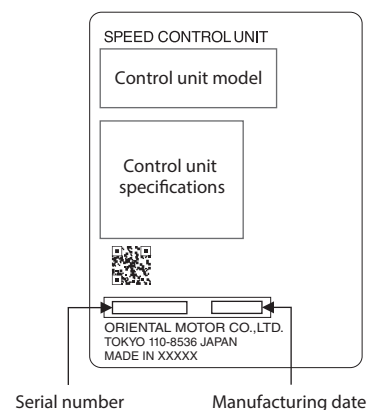 SPEED CONTROL UNIT
Control unit model
Control unit
specifications
ORIENTAL MOTOR CO.,LTD.
TOKYO 110-8536 JAPAN
MADE IN XXXXX
Serial number
Manufacturing date